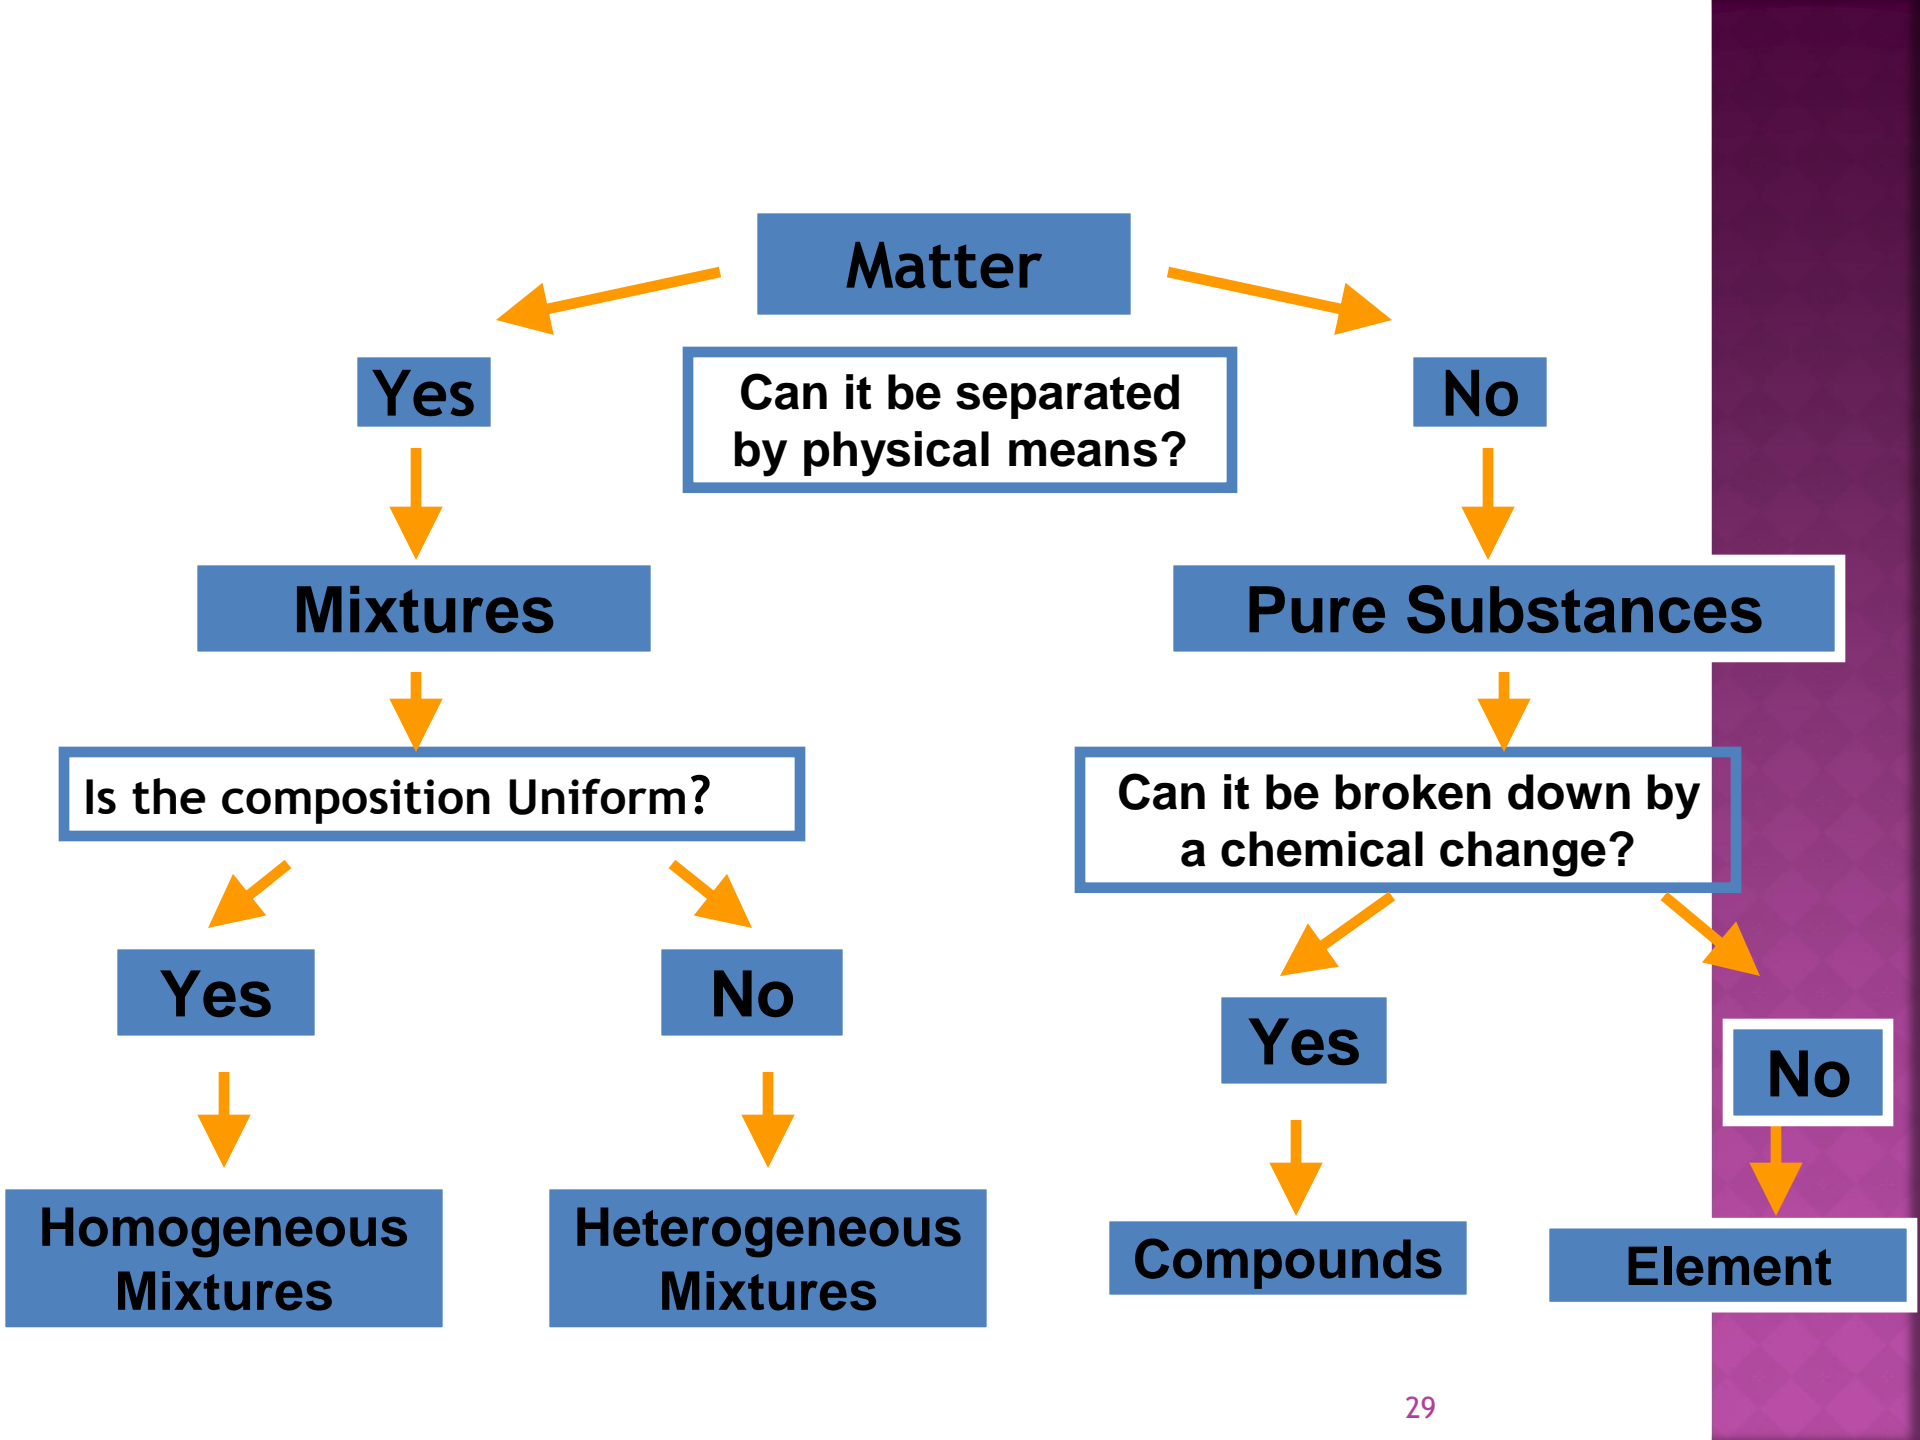 Matter
Yes
Can it be separated
by physical means?
No
Mixtures
Pure Substances
Is the composition Uniform?
Can it be broken down by
a chemical change?
Yes
No
Yes
No
Homogeneous
Mixtures
Heterogeneous
Mixtures
Compounds
Element
29